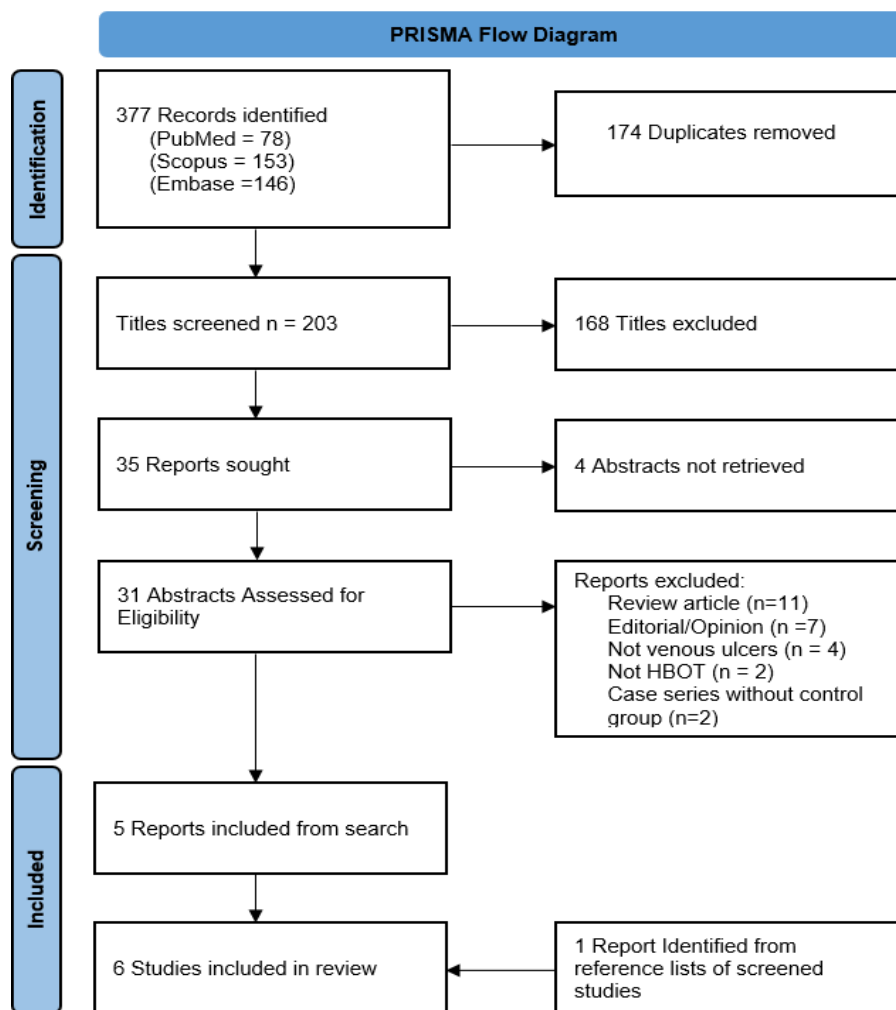 PRISMA Flow Diagram
Identification
377 Records identified
(PubMed = 78)
(Scopus = 153)
(Embase =146)
174 Duplicates removed
Screening
Titles screened n = 203
168 Titles excluded
35 Reports sought
4 Abstracts not retrieved
31 Abstracts Assessed for
Eligibility
Reports excluded:
Review article (n=11)
Editorial/Opinion (n =7)
Not venous ulcers (n = 4)
Not HBOT (n = 2)
Case series without control
group (n=2)
Included
5 Reports included from search
6 Studies included in review
1 Report Identified from
reference lists of screened
studies